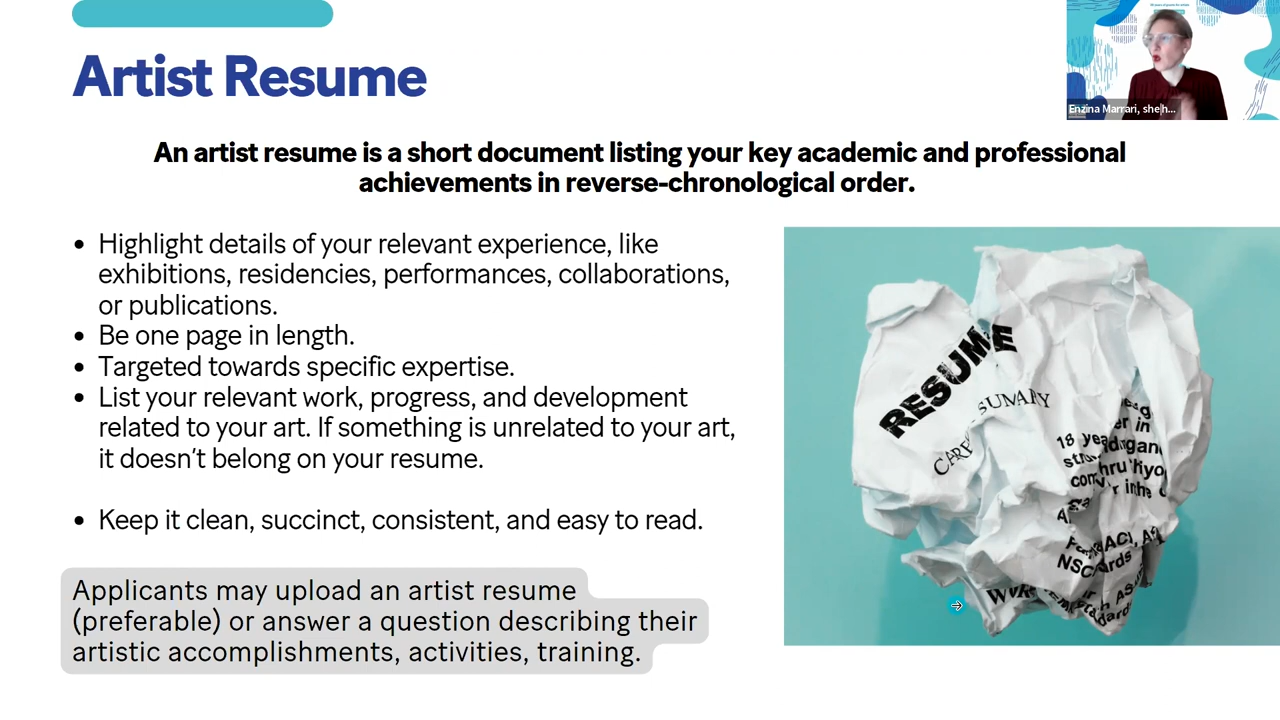 Artist Resume
Enzina Marrari, she|h...
An artist resume is a short document listing your key academic and professional
achievements in reverse-chronological order.
• Highlight details of your relevant experience, like
exhibitions, residencies, performances, collaborations,
or publications.
• Be one page in length.
• Targeted towards specific expertise.
• List your relevant work, progress, and development
related to your art. If something is unrelated to your art,
it doesn't belong on your resume.
• Keep it clean, succinct, consistent, and easy to read.
Applicants may upload an artist resume
(preferable) or answer a question describing their
artistic accomplishments, activities, training.
RESUME
18